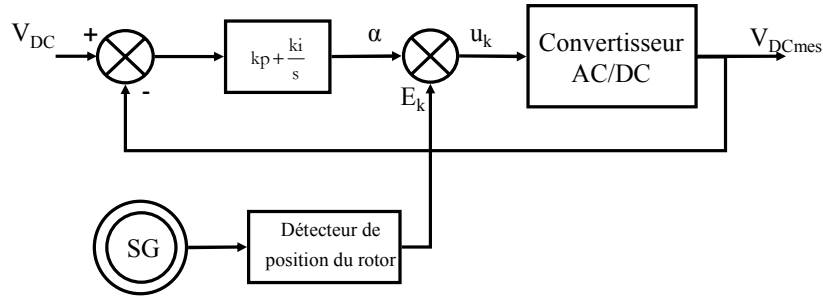 V_DC
+
-
kp+ki/s
α
E_k
u_k
Convertisseur
AC/DC
V_DCmes
SG
Détecteur de
position du rotor